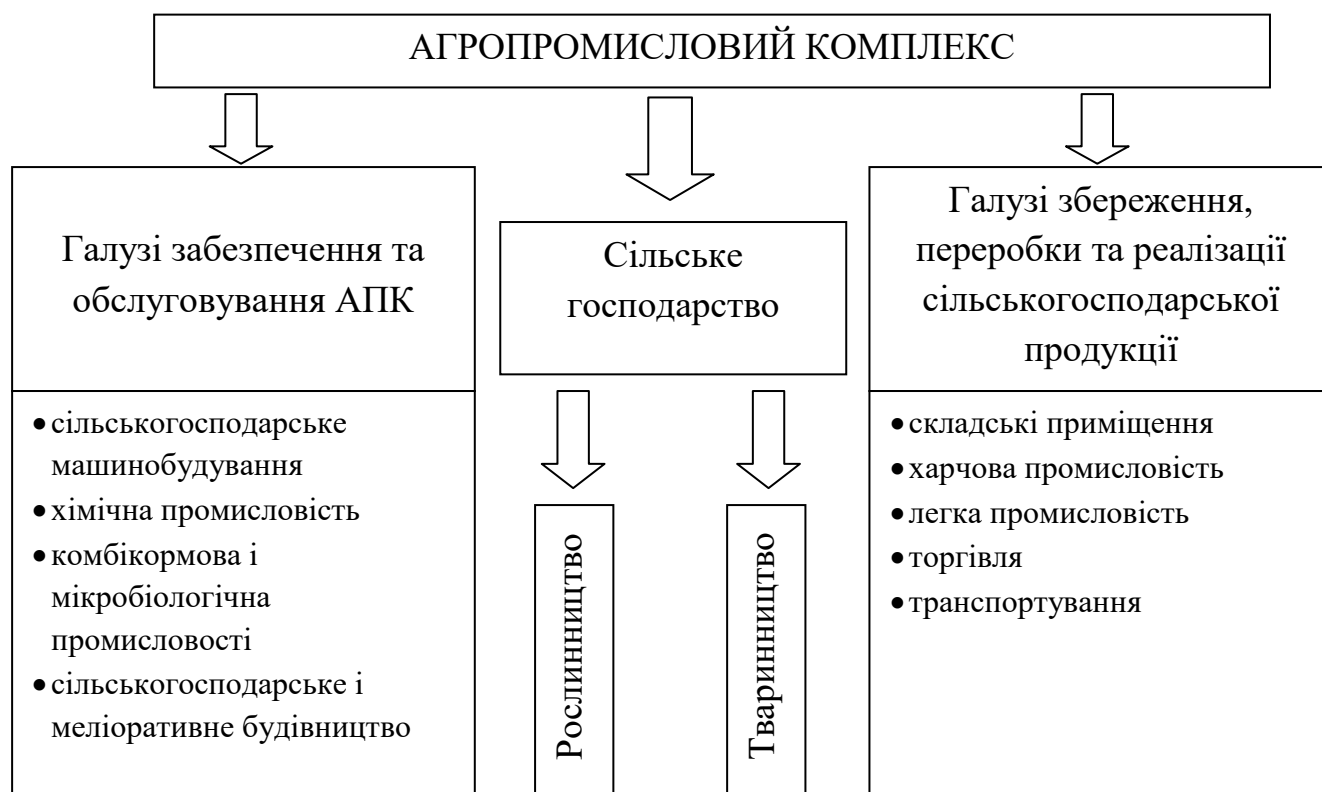 АГРОПРОМИСЛОВИЙ КОМПЛЕКС
Галузі забезпечення та
обслуговування АПК
•сільськогосподарське
машинобудування
•хімічна промисловість
•комбікормова і
мікробіологічна
промисловості
•сільськогосподарське і
меліоративне будівництво
Сільське
господарство
Рослинництво
Тваринництво
Галузі збереження,
переробки та реалізації
сільськогосподарської
продукції
•складські приміщення
•харчова промисловість
•легка промисловість
•торгівля
•транспортування